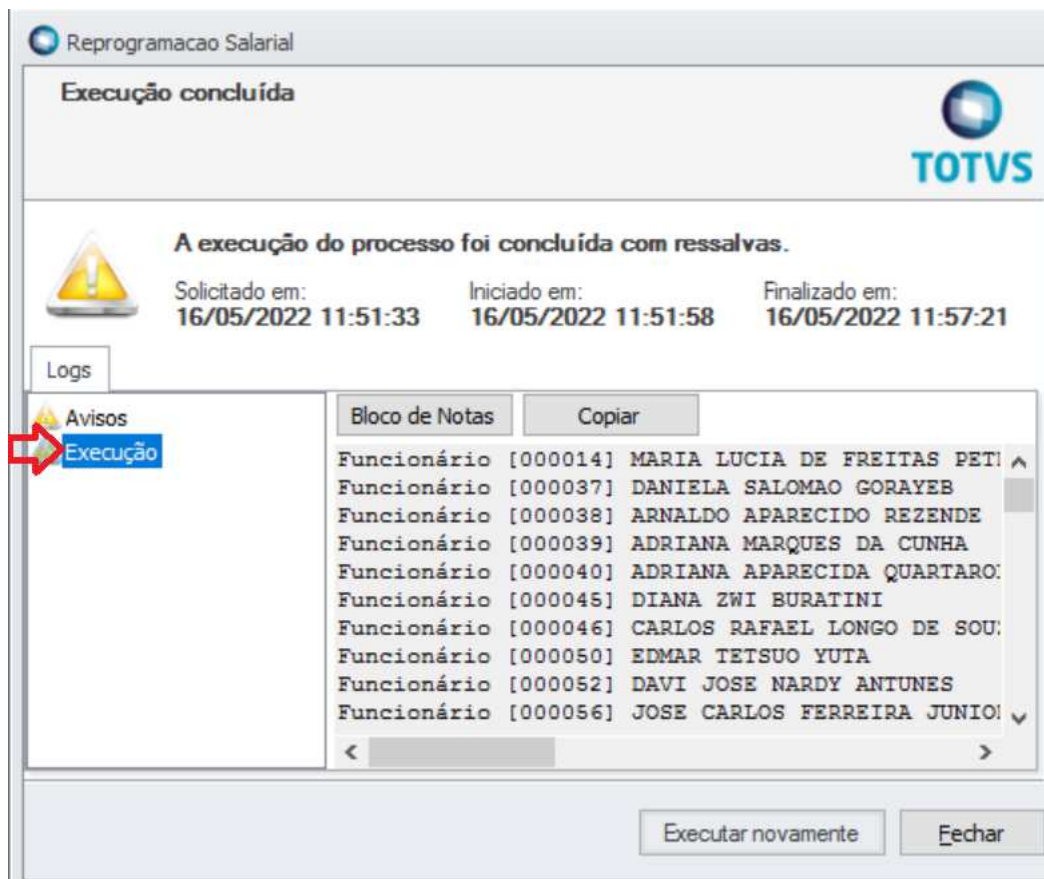 Reprogramacao Salarial
Execução concluída
TOTVS
A execução do processo foi concluída com ressalvas.
Solicitado em: Iniciado em: Finalizado em:
16/05/2022 11:51:33 16/05/2022 11:51:58 16/05/2022 11:57:21
Logs
Avisos
Execução
Bloco de Notas Copiar
Funcionário [000014] MARIA LUCIA DE FREITAS
Funcionário [000037] DANIELA SALOMAO GORAYEB
Funcionário [000038] ARNALDO APARECIDO REZENDE
Funcionário [000039] ADRIANA MARQUES DA CUNHA
Funcionário [000040] ADRIANA APARECIDA
Funcionário [000045] DIANA ZWI BURATINI
Funcionário [000046] CARLOS RAFAEL LONGO DE
Funcionário [000050] EDMAR TETSUO YUTA
Funcionário [000052] DAVI JOSE NARDY ANTUNES
Funcionário [000056] JOSE CARLOS FERREIRA
Executar novamente Fechar